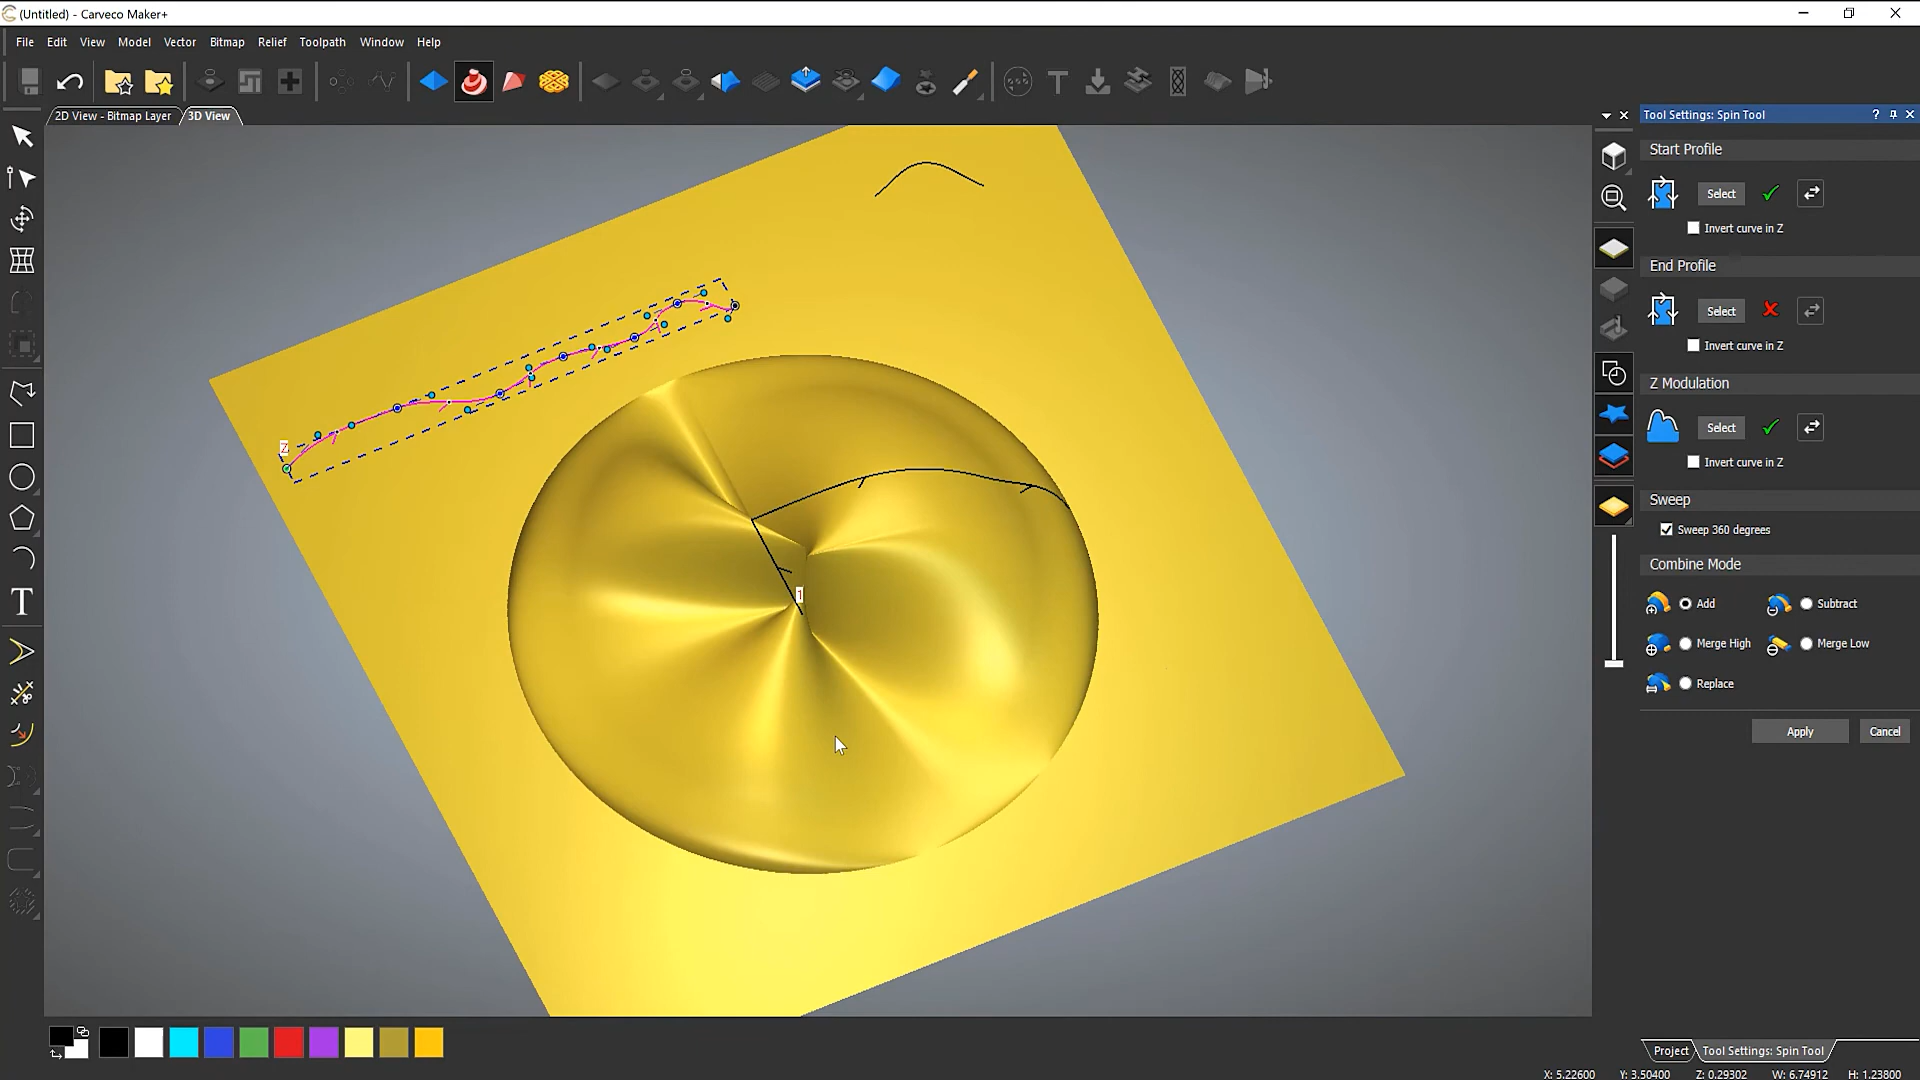 (Untitled) - Carveco Maker+
File Edit View Model Vector Bitmap Relief Toolpath Window Help
2D View - Bitmap Layer 3D View
Tool Settings: Spin Tool
Start Profile
Select
Invert curve in Z
End Profile
Select
Invert curve in Z
Z Modulation
Select
Invert curve in Z
Sweep
Sweep 360 degrees
Combine Mode
Add Subtract
Merge High Merge Low
Replace
Apply Cancel
Z
1
Project Tool Settings: Spin Tool
X: 5.22600 Y: 3.50400 Z: 0.29302 W: 6.74912 H: 1.23800